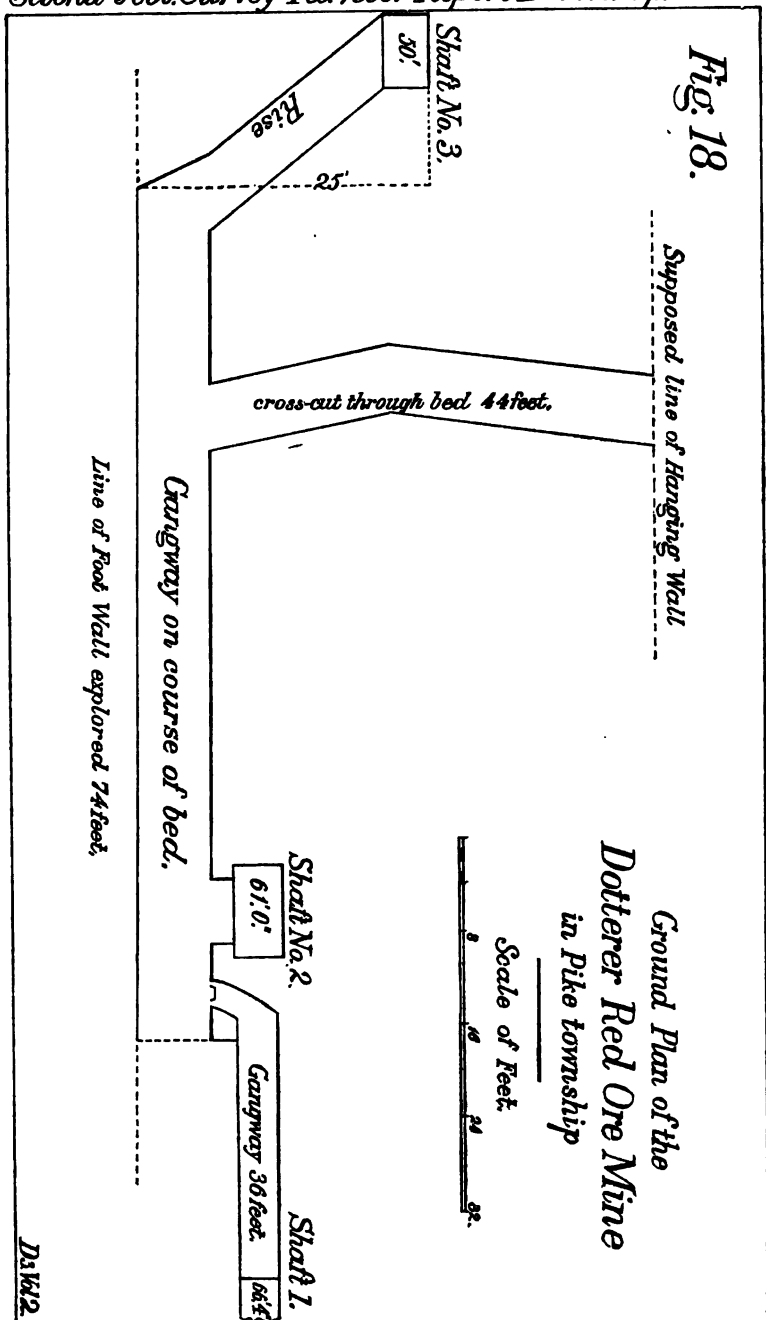 Fig. 18.
Ground Plan of the
Dotterer Red Ore Mine
in Pike township
Scale of Feet.
8 16 24 32.
Supposed line of Hanging Wall
Shaft No. 3.
50'.
Rise
25'
cross-cut through bed 44 feet.
Gangway on course of bed.
Line of Foot Wall explored 74 feet,
Shaft No. 2.
61'.0."
Gangway 36 feet.
Shaft 1.
D3 Vol 2.